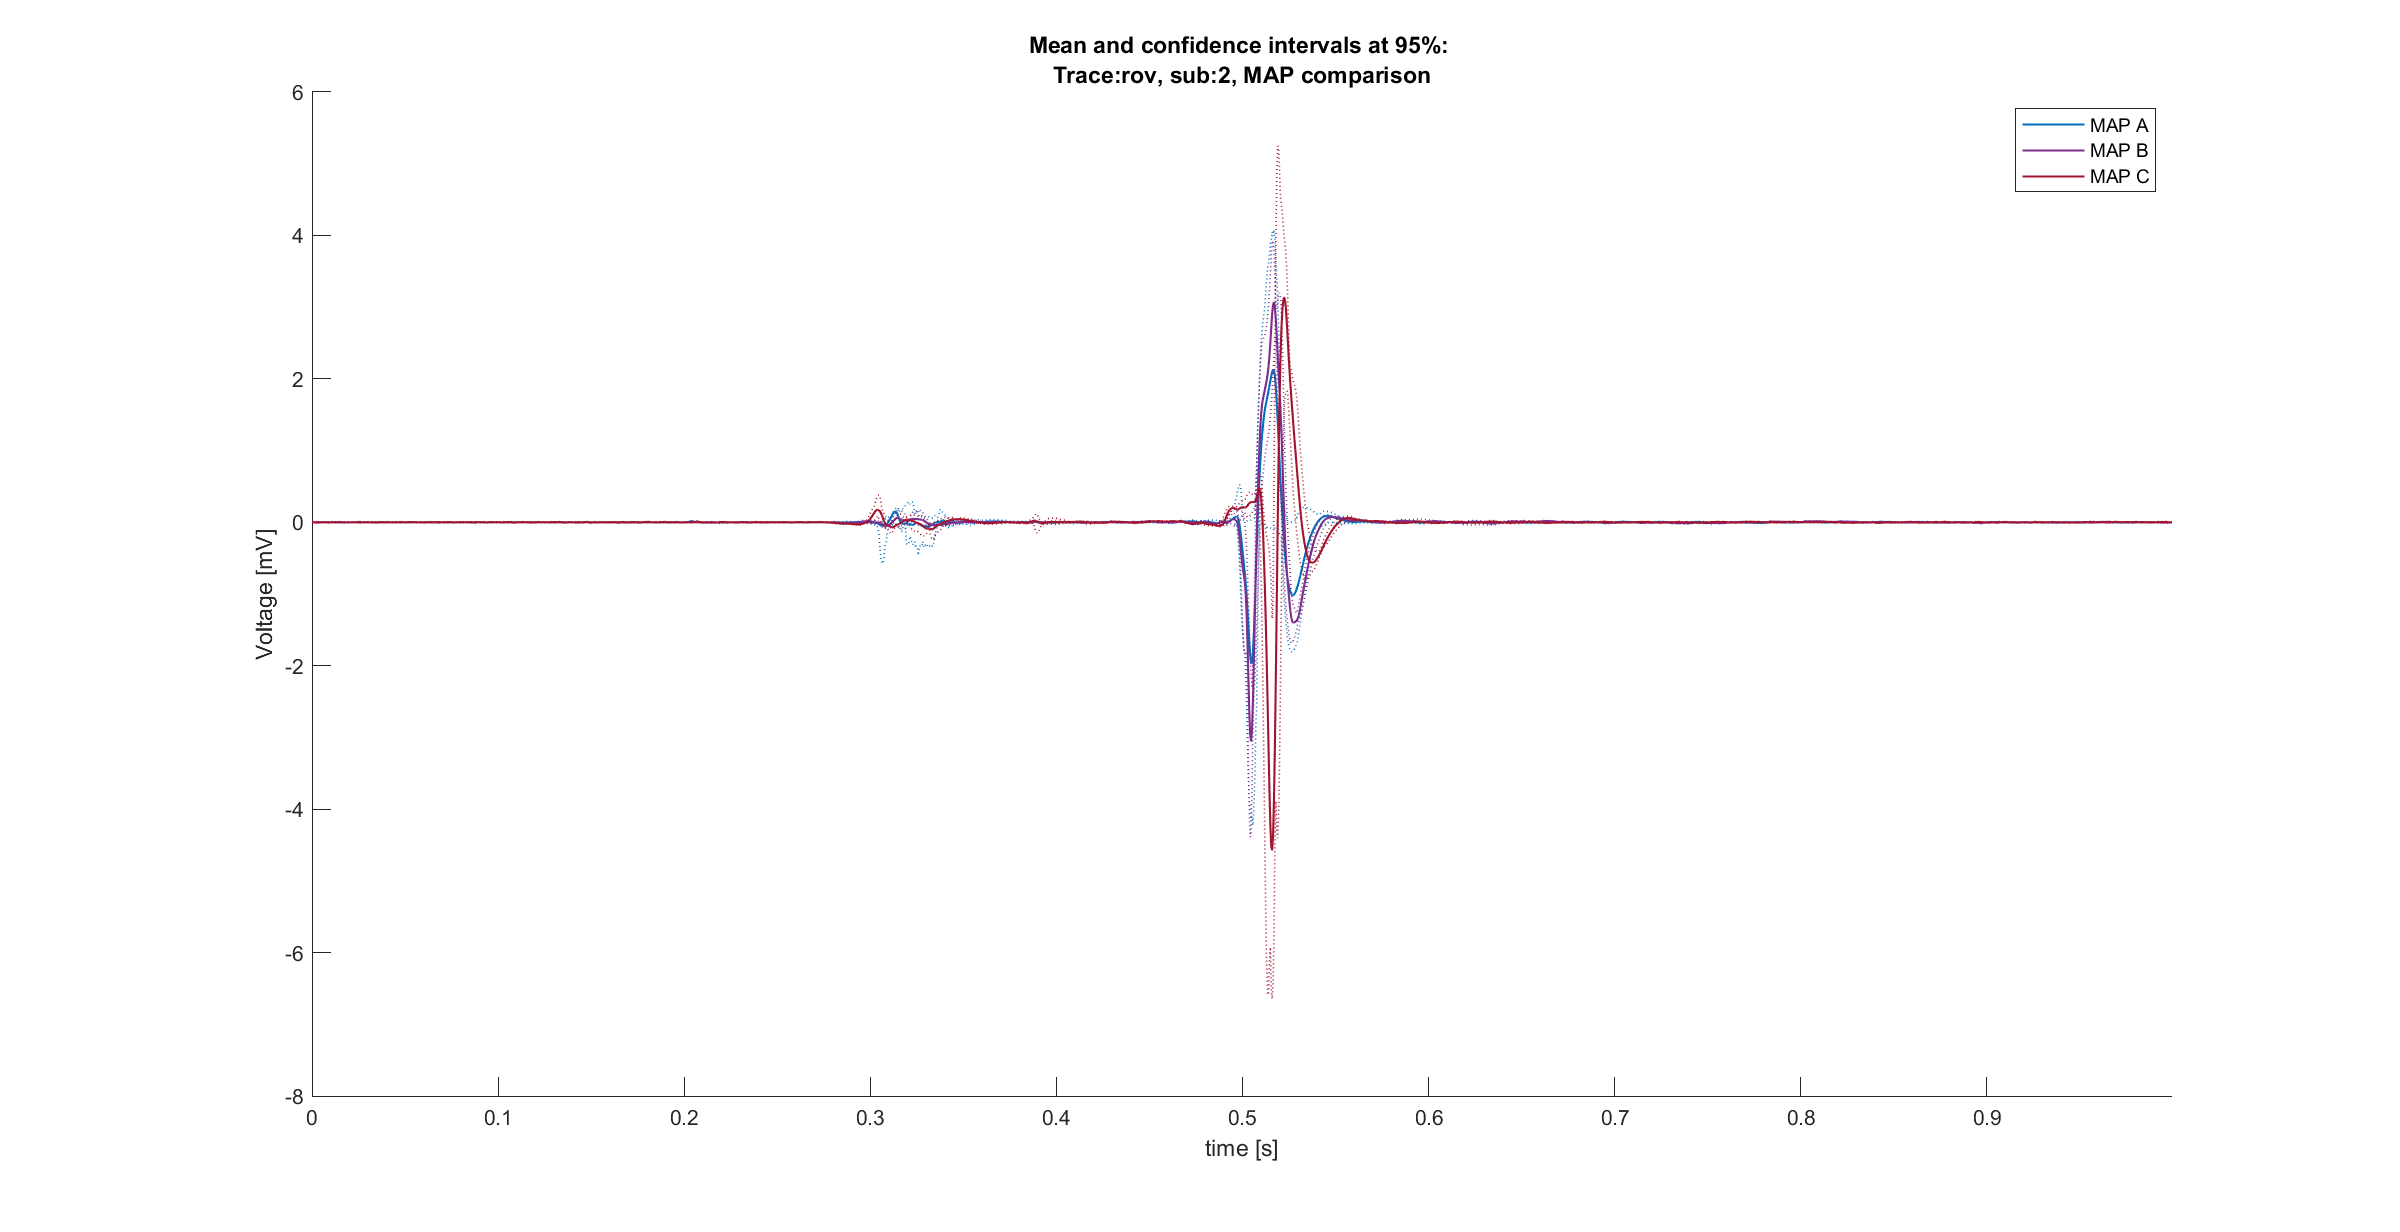 Mean and confidence intervals at 95%:
Trace:rov, sub:2, MAP comparison
MAP A
MAP B
MAP C
Voltage [mV]
6
4
2
0
-2
-4
-6
-8
0 0.1 0.2 0.3 0.4 0.5 0.6 0.7 0.8 0.9
time [s]